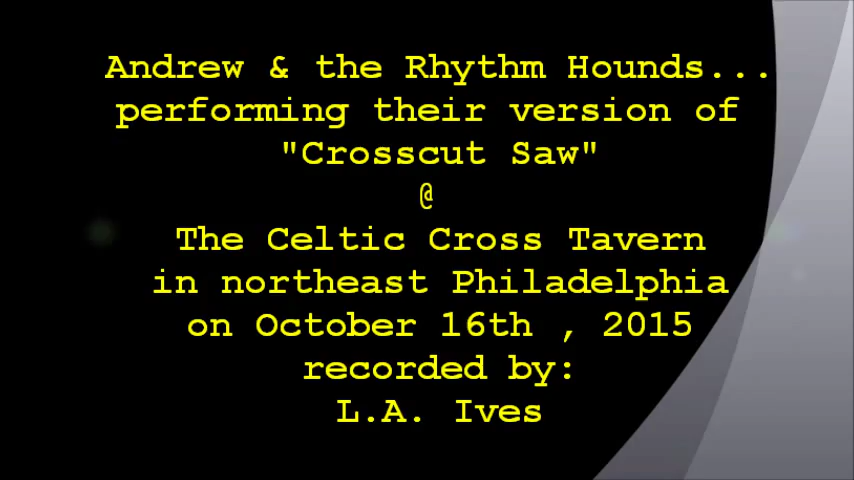 Andrew & the Rhythm Hounds...
performing their version of
"Crosscut Saw"
@
The Celtic Cross Tavern
in northeast Philadelphia
on October 16th , 2015
recorded by:
L.A. Ives